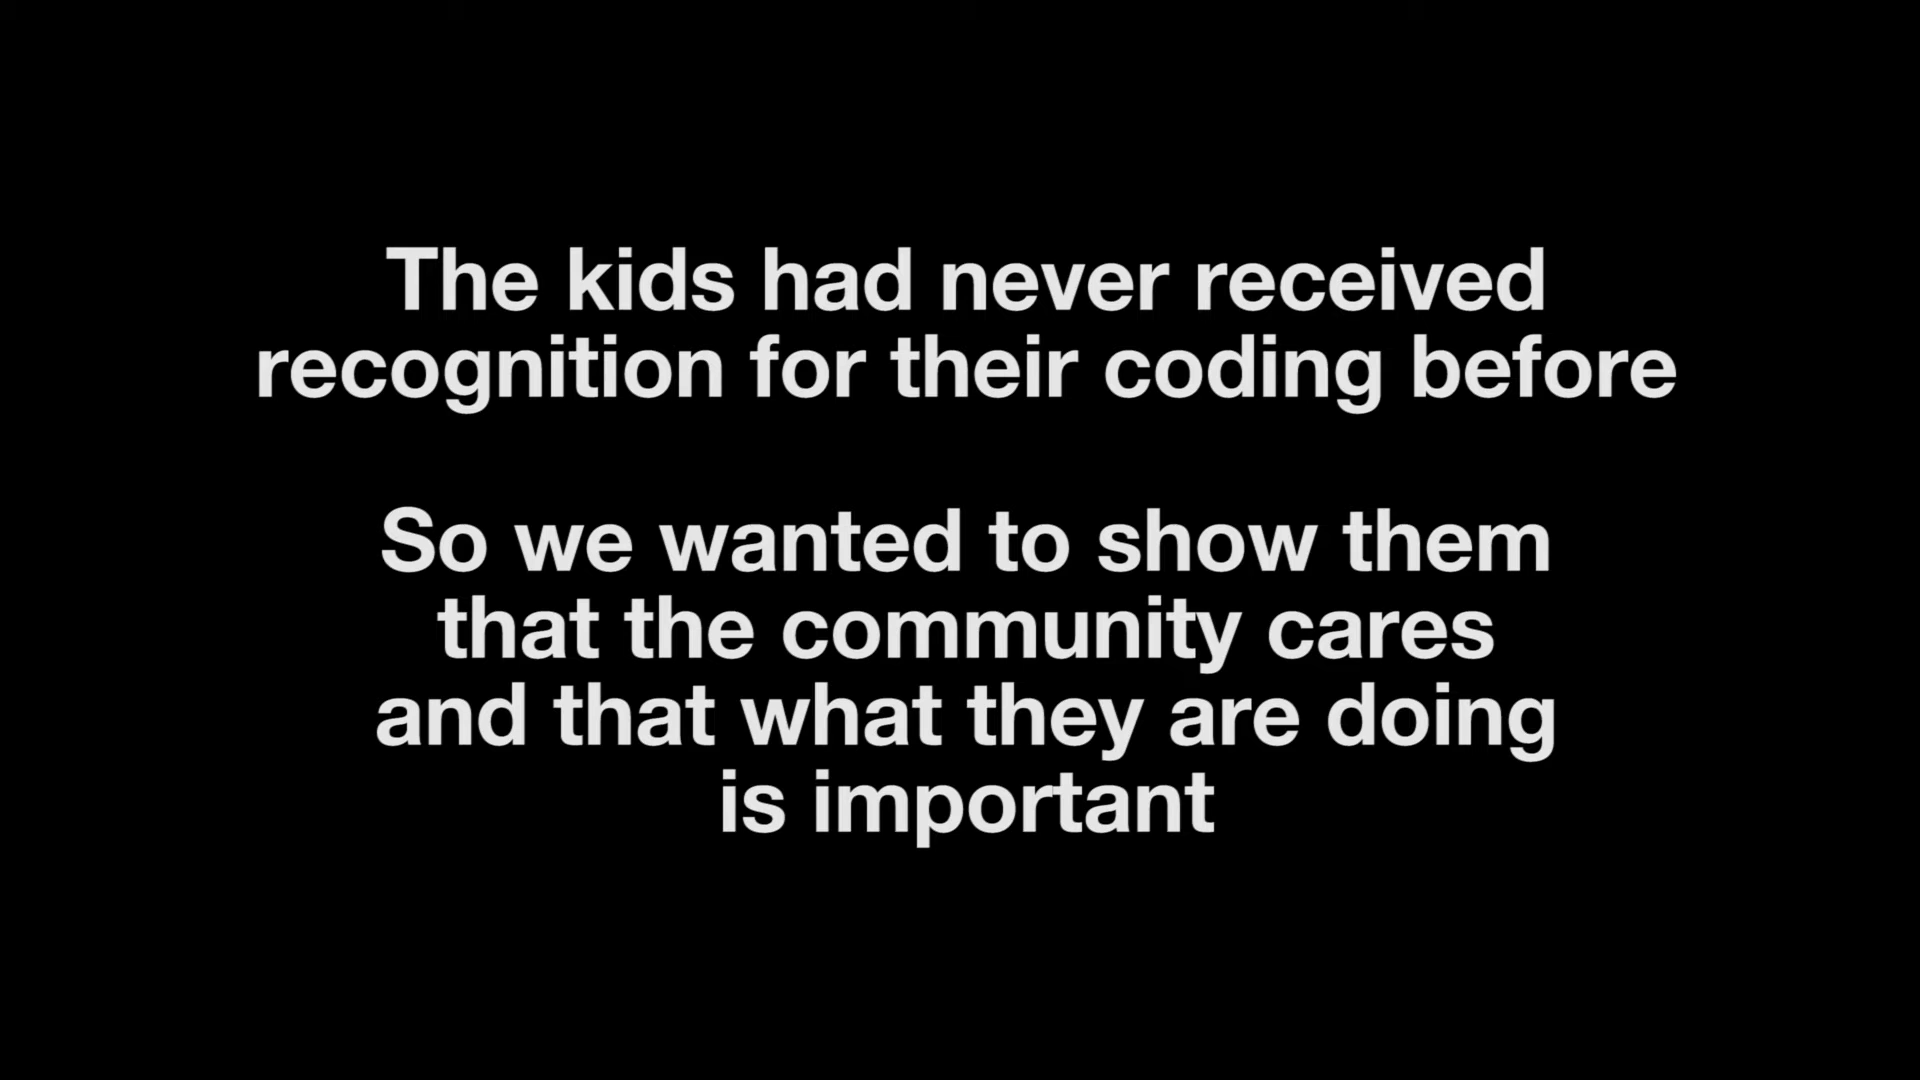 The kids had never received
recognition for their coding before
So we wanted to show them
that the community cares
and that what they are doing
is important